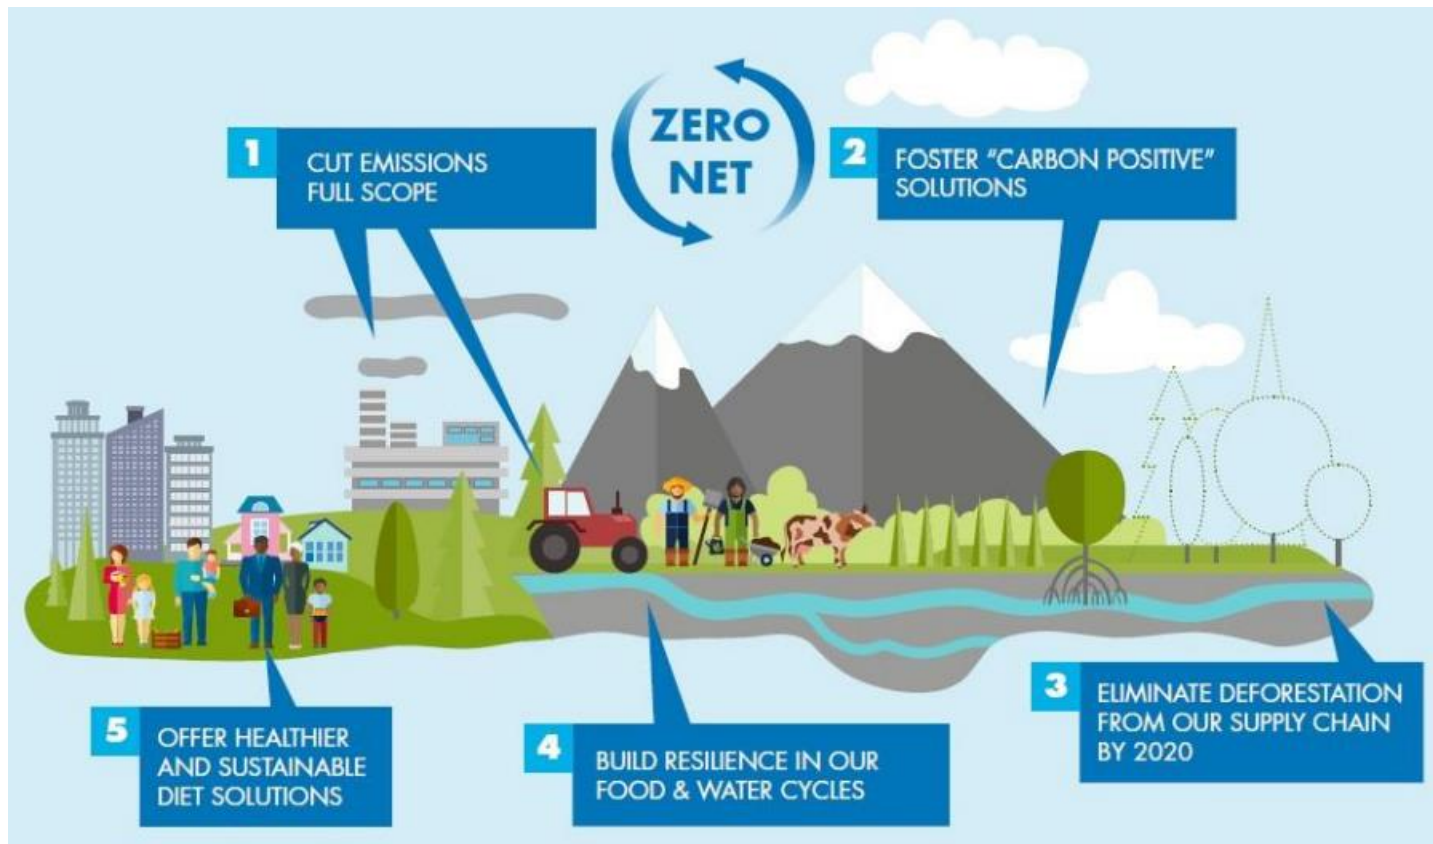 ZERO
NET
1
CUT EMISSIONS
FULL SCOPE
2
FOSTER “CARBON POSITIVE”
SOLUTIONS
3
ELIMINATE DEFORESTATION
FROM OUR SUPPLY CHAIN
BY 2020
4
BUILD RESILIENCE IN OUR
FOOD & WATER CYCLES
5
OFFER HEALTHIER
AND SUSTAINABLE
DIET SOLUTIONS